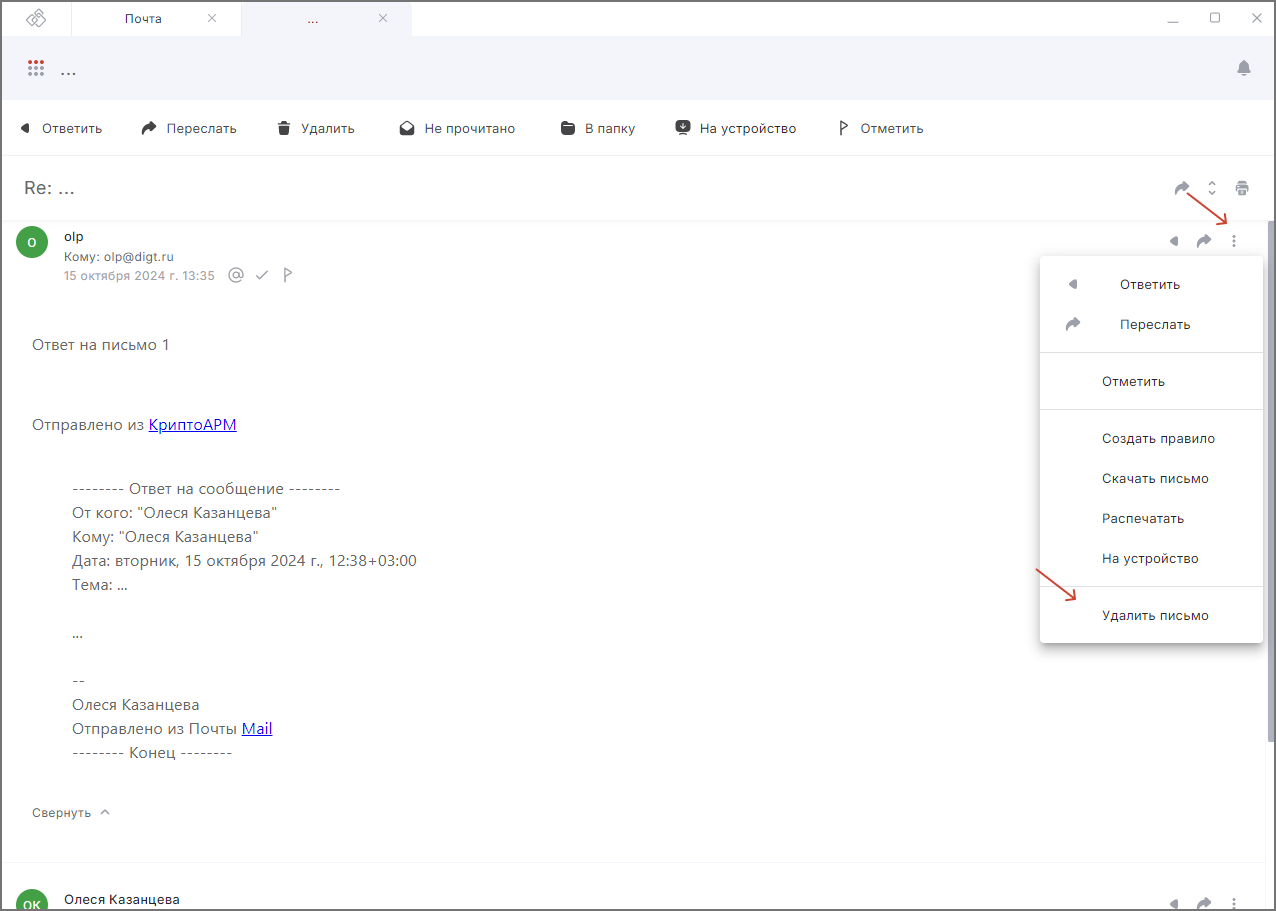 Почта
...
...
Ответить Переслать Удалить Не прочитано В папку На устройство Отметить
Re: ...
O
olp
Кому: olp@digt.ru
15 октября 2024 г. 13:35
Ответ на письмо 1
Отправлено из КриптоАРМ
-------- Ответ на сообщение --------
От кого: "Олеся Казанцева"
Кому: "Олеся Казанцева"
Дата: вторник, 15 октября 2024 г., 12:38+03:00
Тема: ...
...
--
Олеся Казанцева
Отправлено из Почты Mail
-------- Конец --------
Свернуть
ОК
Олеся Казанцева
Ответить
Переслать
Отметить
Создать правило
Скачать письмо
Распечатать
На устройство
Удалить письмо